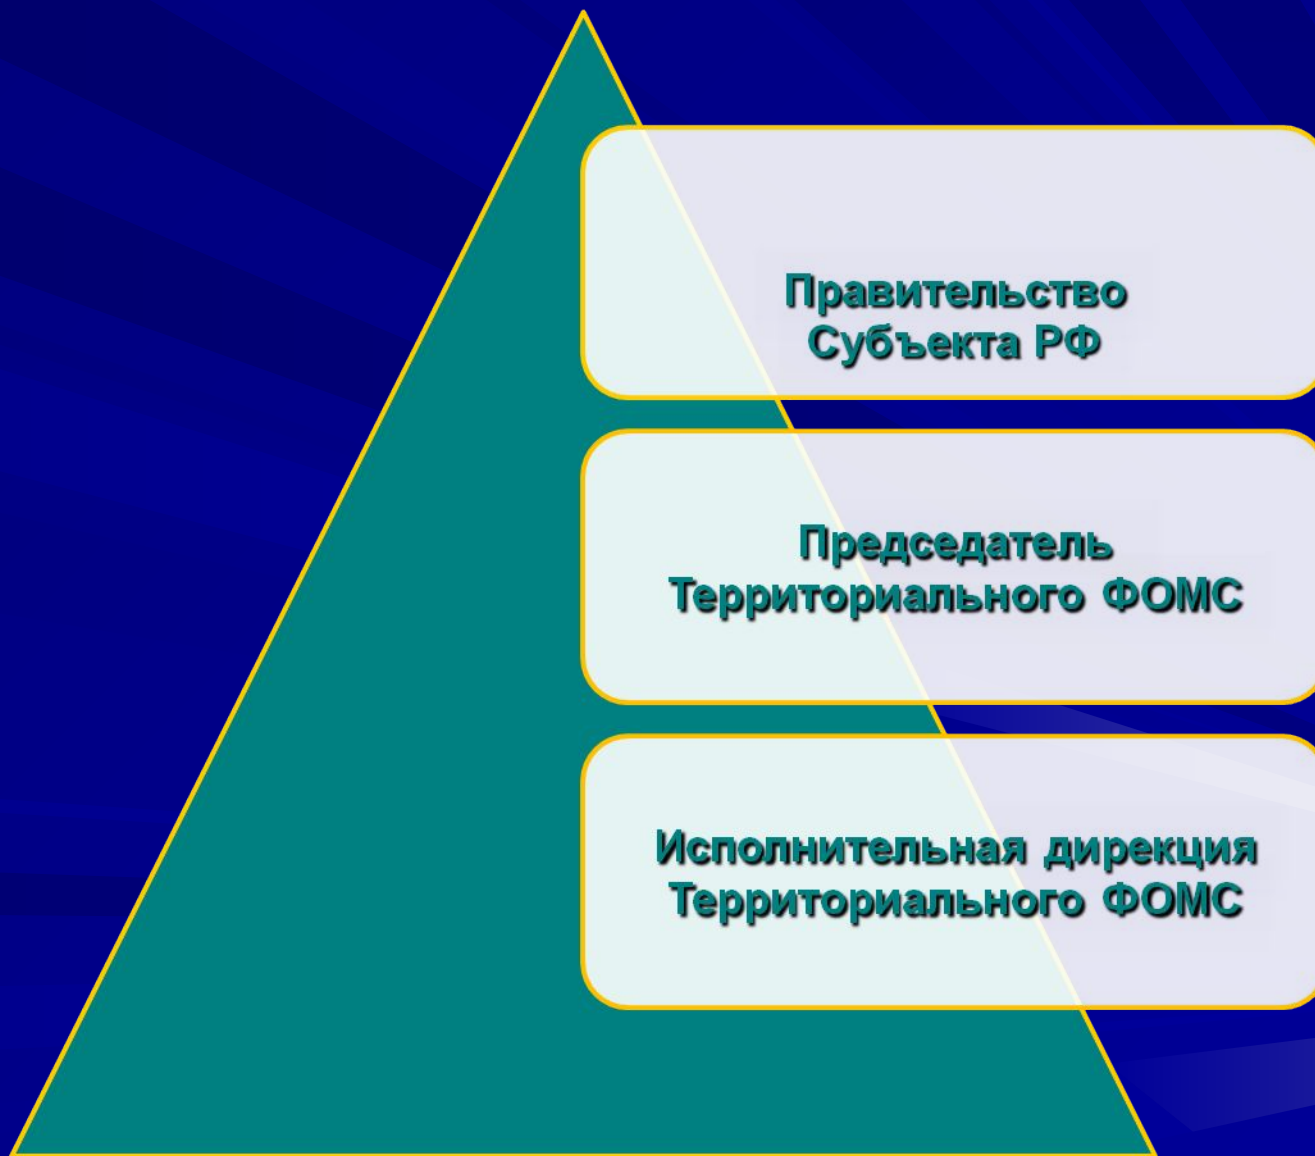 Правительство
Субъекта РФ
Председатель
Территориального ФОМС
Исполнительная дирекция
Территориального ФОМС